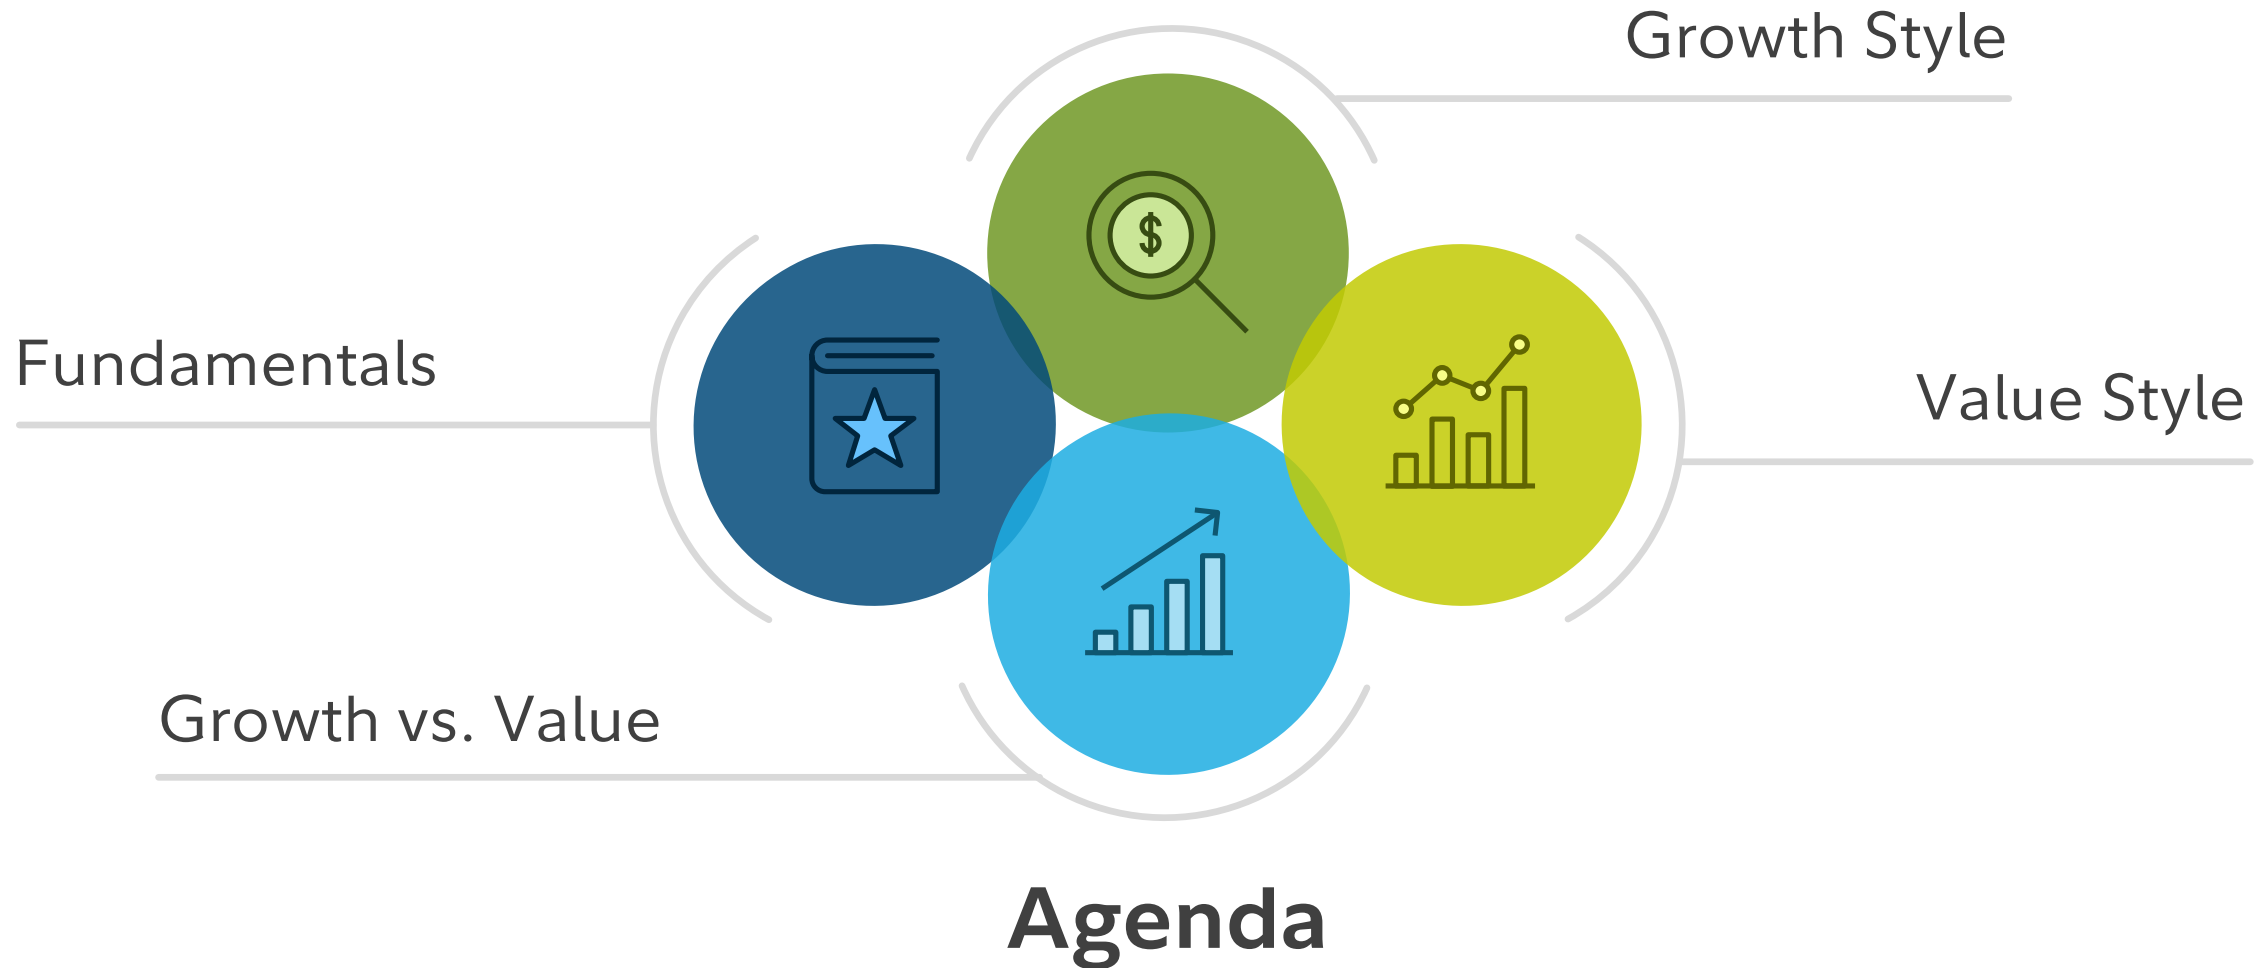 Growth Style
Fundamentals
Value Style
$
Growth vs. Value
Agenda